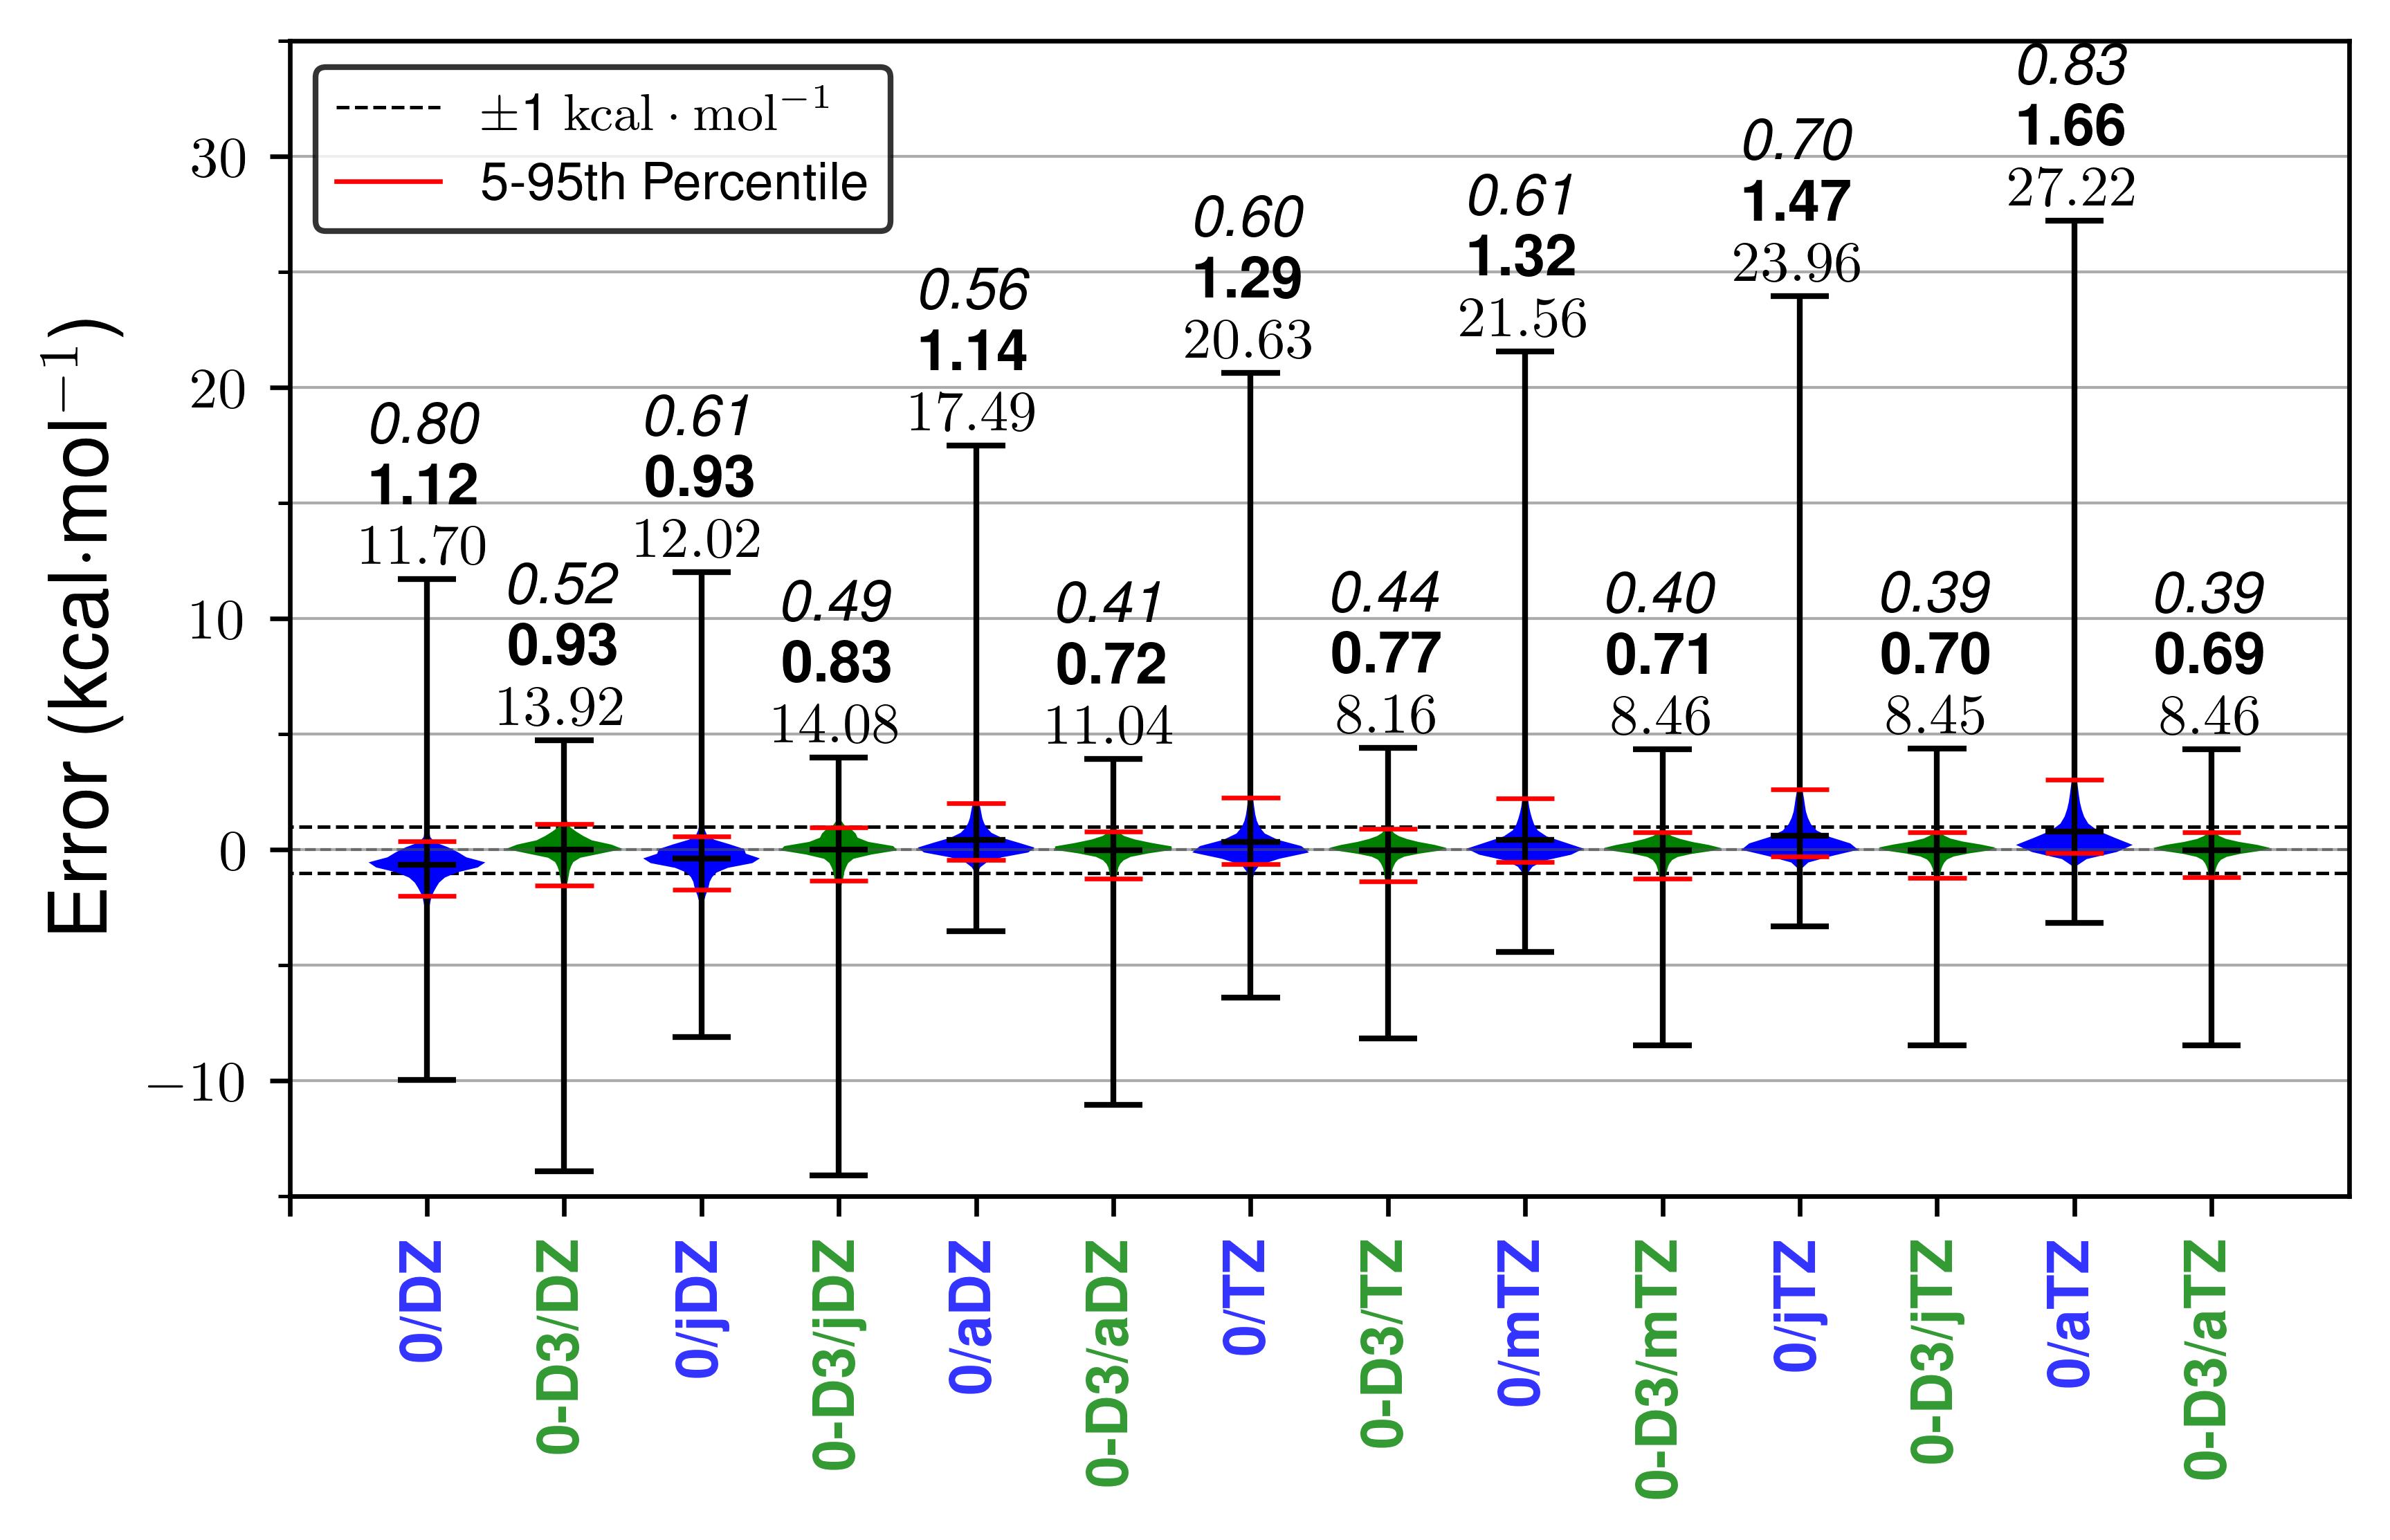 ±1 kcal · mol⁻¹
5-95th Percentile
Error (kcal·mol⁻¹)
30
20
10
0
−10
0.80
1.12
11.70
0.52
0.93
13.92
0.61
0.93
12.02
0.49
0.83
14.08
0.56
1.14
17.49
0.41
0.72
11.04
0.60
1.29
20.63
0.44
0.77
8.16
0.61
1.32
21.56
0.40
0.71
8.46
0.70
1.47
23.96
0.39
0.70
8.45
0.83
1.66
27.22
0.39
0.69
8.46
0/DZ
0-D3/DZ
0/jDZ
0-D3/jDZ
0/aDZ
0-D3/aDZ
0/TZ
0-D3/TZ
0/mTZ
0-D3/mTZ
0/jTZ
0-D3/jTZ
0/aTZ
0-D3/aTZ